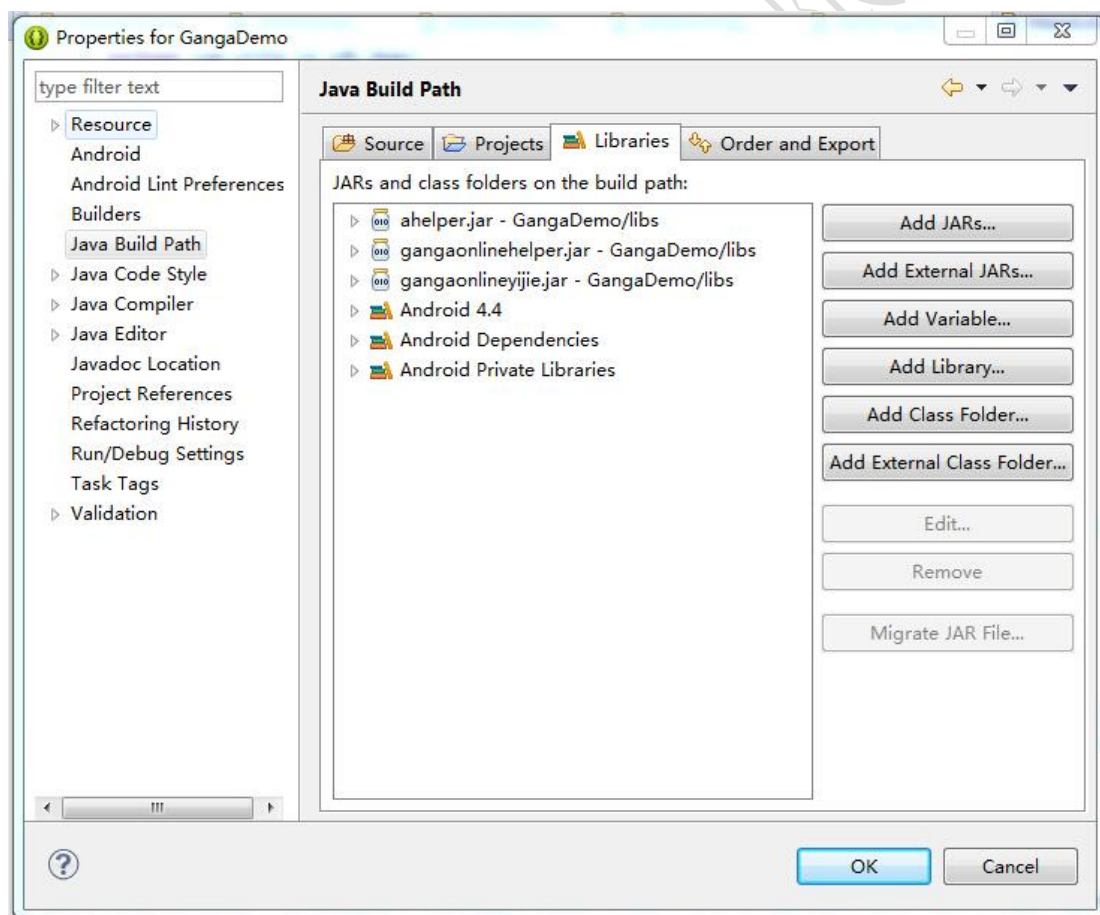 Properties for GangaDemo
type filter text
Resource
Android
Android Lint Preferences
Builders
Java Build Path
Java Code Style
Java Compiler
Java Editor
Javadoc Location
Project References
Refactoring History
Run/Debug Settings
Task Tags
Validation
Java Build Path
Source
Projects
Libraries
Order and Export
JARs and class folders on the build path:
ahelper.jar - GangaDemo/libs
gangaonlinehelper.jar - GangaDemo/libs
gangaonlineyijie.jar - GangaDemo/libs
Android 4.4
Android Dependencies
Android Private Libraries
Add JARs...
Add External JARs...
Add Variable...
Add Library...
Add Class Folder...
Add External Class Folder...
Edit...
Remove
Migrate JAR File...
OK
Cancel